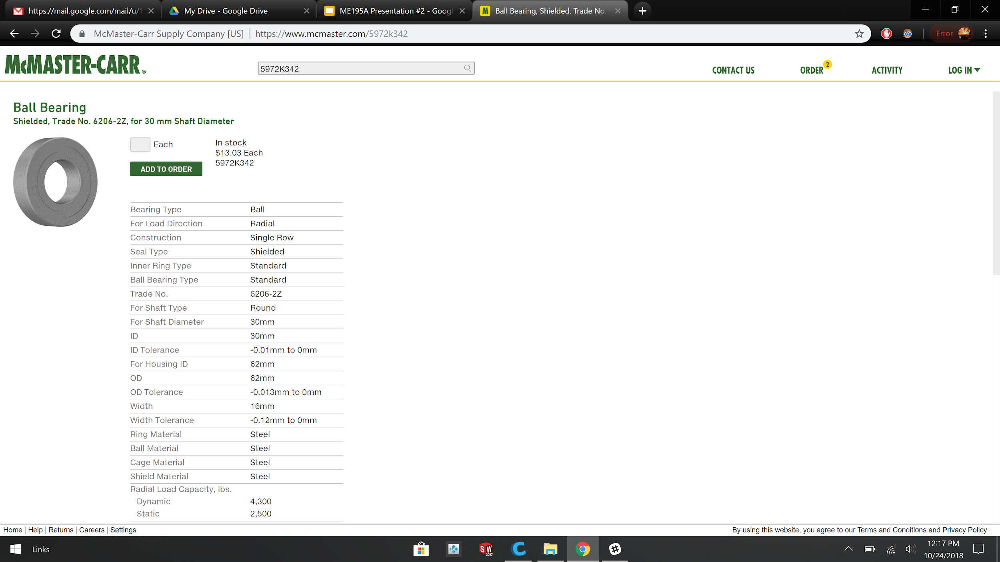 https://mail.google.com/mail/u/1
My Drive - Google Drive
ME195A Presentation #2 - Googl
Ball Bearing, Shielded, Trade No.
McMaster-Carr Supply Company [US] | https://www.mcmaster.com/5972k342
Error
McMASTER-CARR®
5972K342
CONTACT US
ORDER 2
ACTIVITY
LOG IN
Ball Bearing
Shielded, Trade No. 6206-2Z, for 30 mm Shaft Diameter
Each
In stock
$13.03 Each
5972K342
ADD TO ORDER
Bearing Type Ball
For Load Direction Radial
Construction Single Row
Seal Type Shielded
Inner Ring Type Standard
Ball Bearing Type Standard
Trade No. 6206-2Z
For Shaft Type Round
For Shaft Diameter 30mm
ID 30mm
ID Tolerance -0.01mm to 0mm
For Housing ID 62mm
OD 62mm
OD Tolerance -0.013mm to 0mm
Width 16mm
Width Tolerance -0.12mm to 0mm
Ring Material Steel
Ball Material Steel
Cage Material Steel
Shield Material Steel
Radial Load Capacity, lbs.
Dynamic 4,300
Static 2,500
Home | Help | Returns | Careers | Settings
By using this website, you agree to our Terms and Conditions and Privacy Policy
Links
SW
2017
12:17 PM
10/24/2018